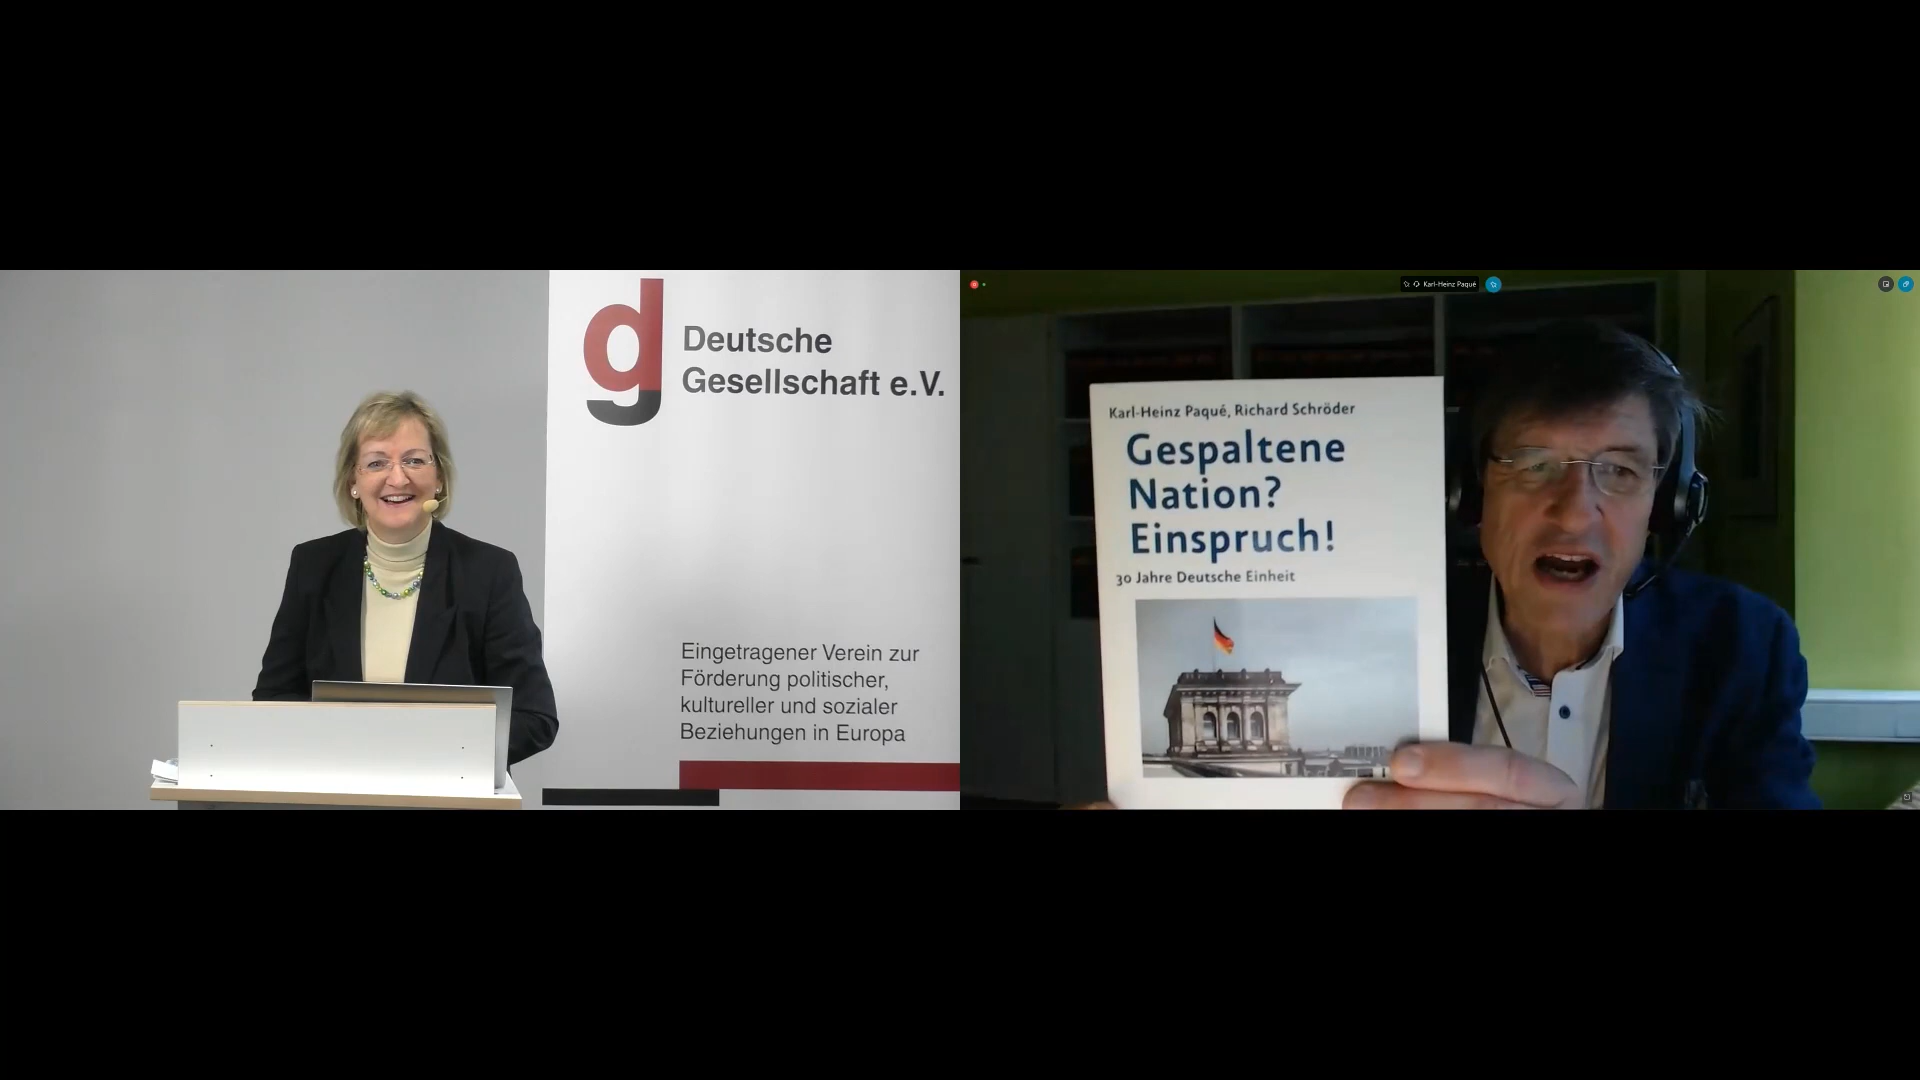 Deutsche
Gesellschaft e.V.
Eingetragener Verein zur
Förderung politischer,
kultureller und sozialer
Beziehungen in Europa
Karl-Heinz Paqué
Karl-Heinz Paqué, Richard Schröder
Gespaltene
Nation?
Einspruch!
30 Jahre Deutsche Einheit